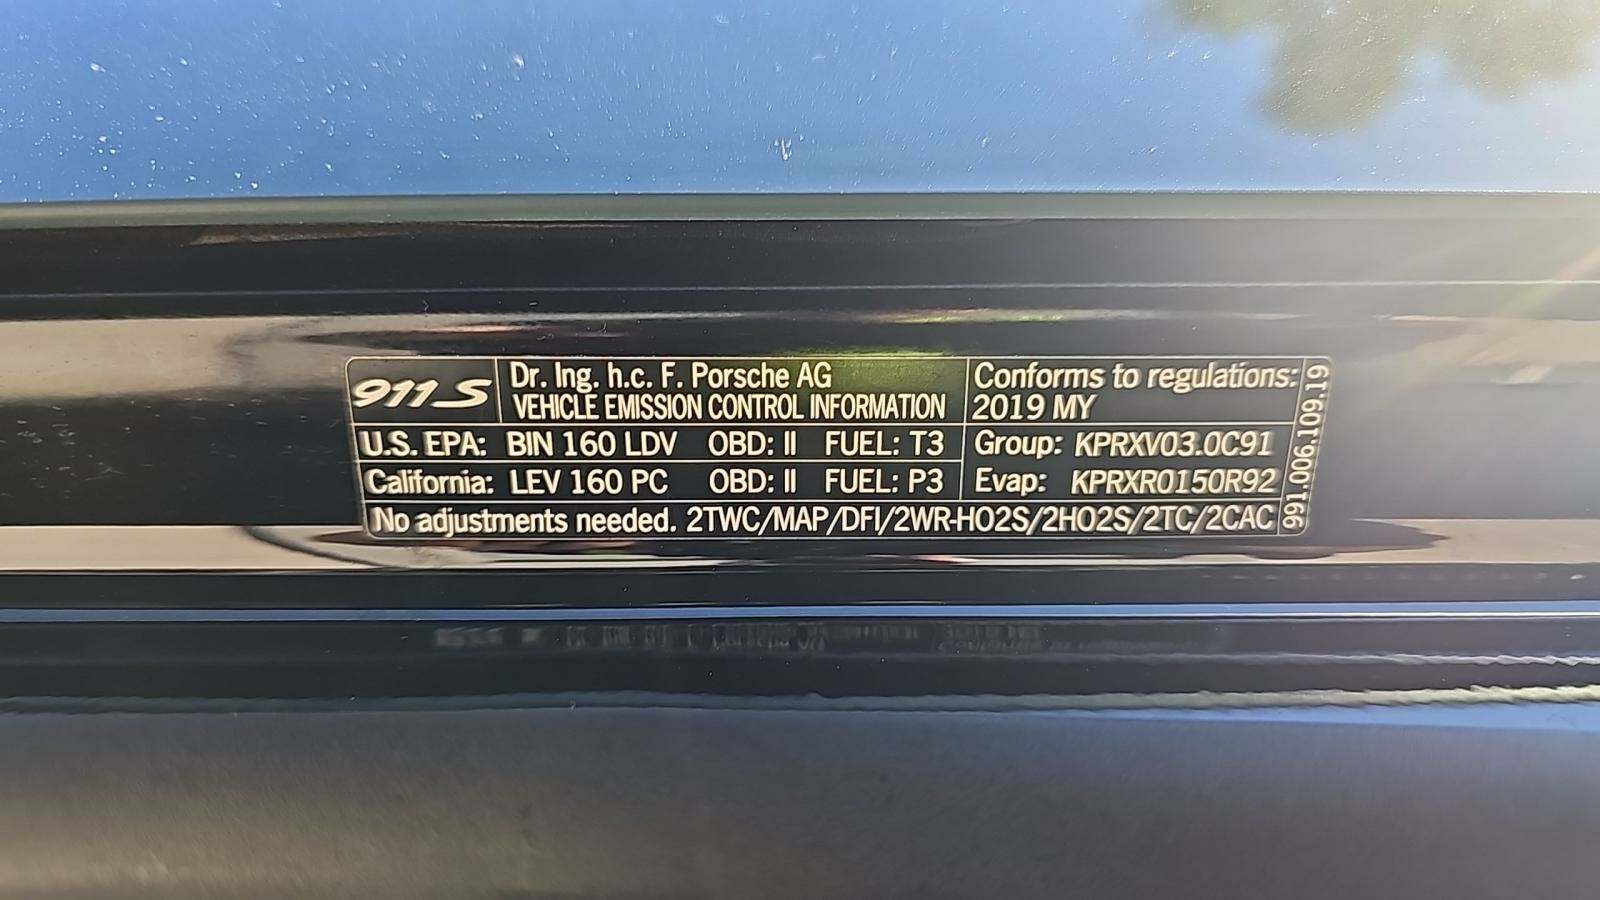 911 S
Dr. Ing. h.c. F. Porsche AG
VEHICLE EMISSION CONTROL INFORMATION
Conforms to regulations:
2019 MY
U.S. EPA: BIN 160 LDV OBD: II FUEL: T3
Group: KPRXV03.0C91
California: LEV 160 PC OBD: II FUEL: P3
Evap: KPRXR0150R92
No adjustments needed. 2TWC/MAP/DFI/2WR-HO2S/2HO2S/2TC/2CAC
991.006.109.19